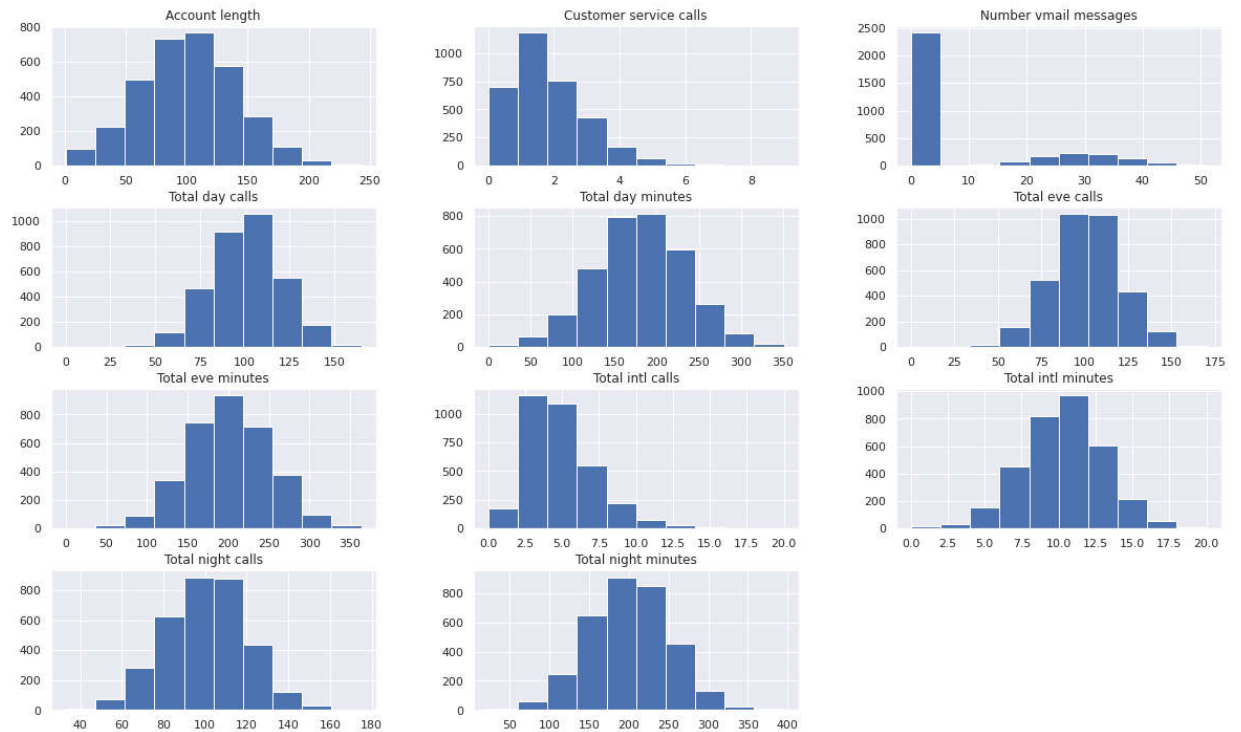 Account length
Customer service calls
Number vmail messages
800
600
400
200
0
0 50 100 150 200 250
1000
750
500
250
0
0 2 4 6 8
2500
2000
1500
1000
500
0
0 10 20 30 40 50
Total day calls
Total day minutes
Total eve calls
1000
800
600
400
200
0
0 25 50 75 100 125 150
800
600
400
200
0
0 50 100 150 200 250 300 350
1000
800
600
400
200
0
0 25 50 75 100 125 150 175
Total eve minutes
Total intl calls
Total intl minutes
800
600
400
200
0
0 50 100 150 200 250 300 350
1000
750
500
250
0
0.0 2.5 5.0 7.5 10.0 12.5 15.0 17.5 20.0
1000
800
600
400
200
0
0.0 2.5 5.0 7.5 10.0 12.5 15.0 17.5 20.0
Total night calls
Total night minutes
800
600
400
200
0
40 60 80 100 120 140 160 180
800
600
400
200
0
50 100 150 200 250 300 350 400